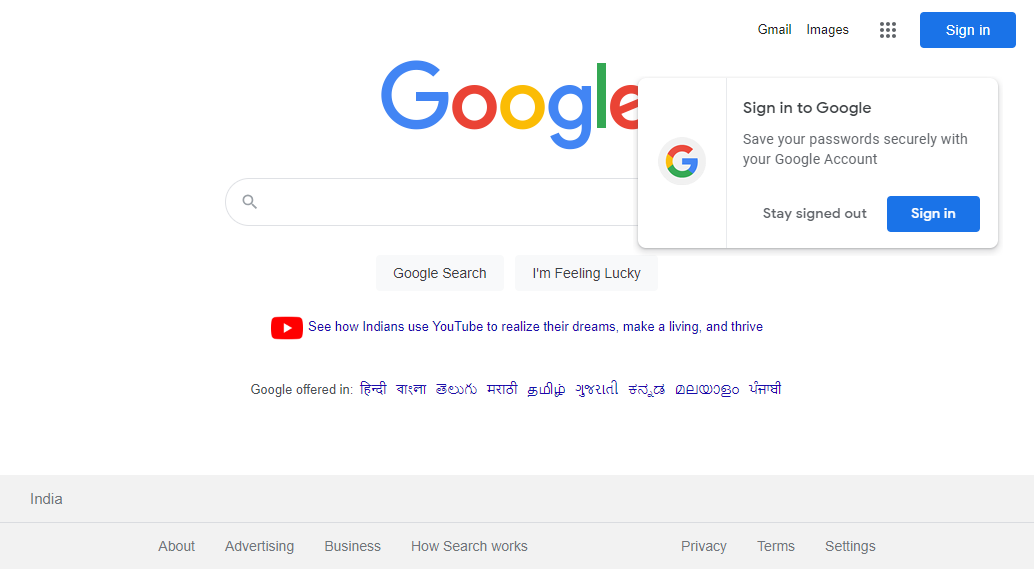 Gmail Images Sign in
Google
Sign in to Google
Save your passwords securely with
your Google Account
Stay signed out Sign in
Google Search I'm Feeling Lucky
See how Indians use YouTube to realize their dreams, make a living, and thrive
Google offered in: हिन्दी বাংলা తెలుగు मराठी தமிழ் ગુજરાતી ಕನ್ನಡ മലയാളം ਪੰਜਾਬੀ
India
About Advertising Business How Search works Privacy Terms Settings